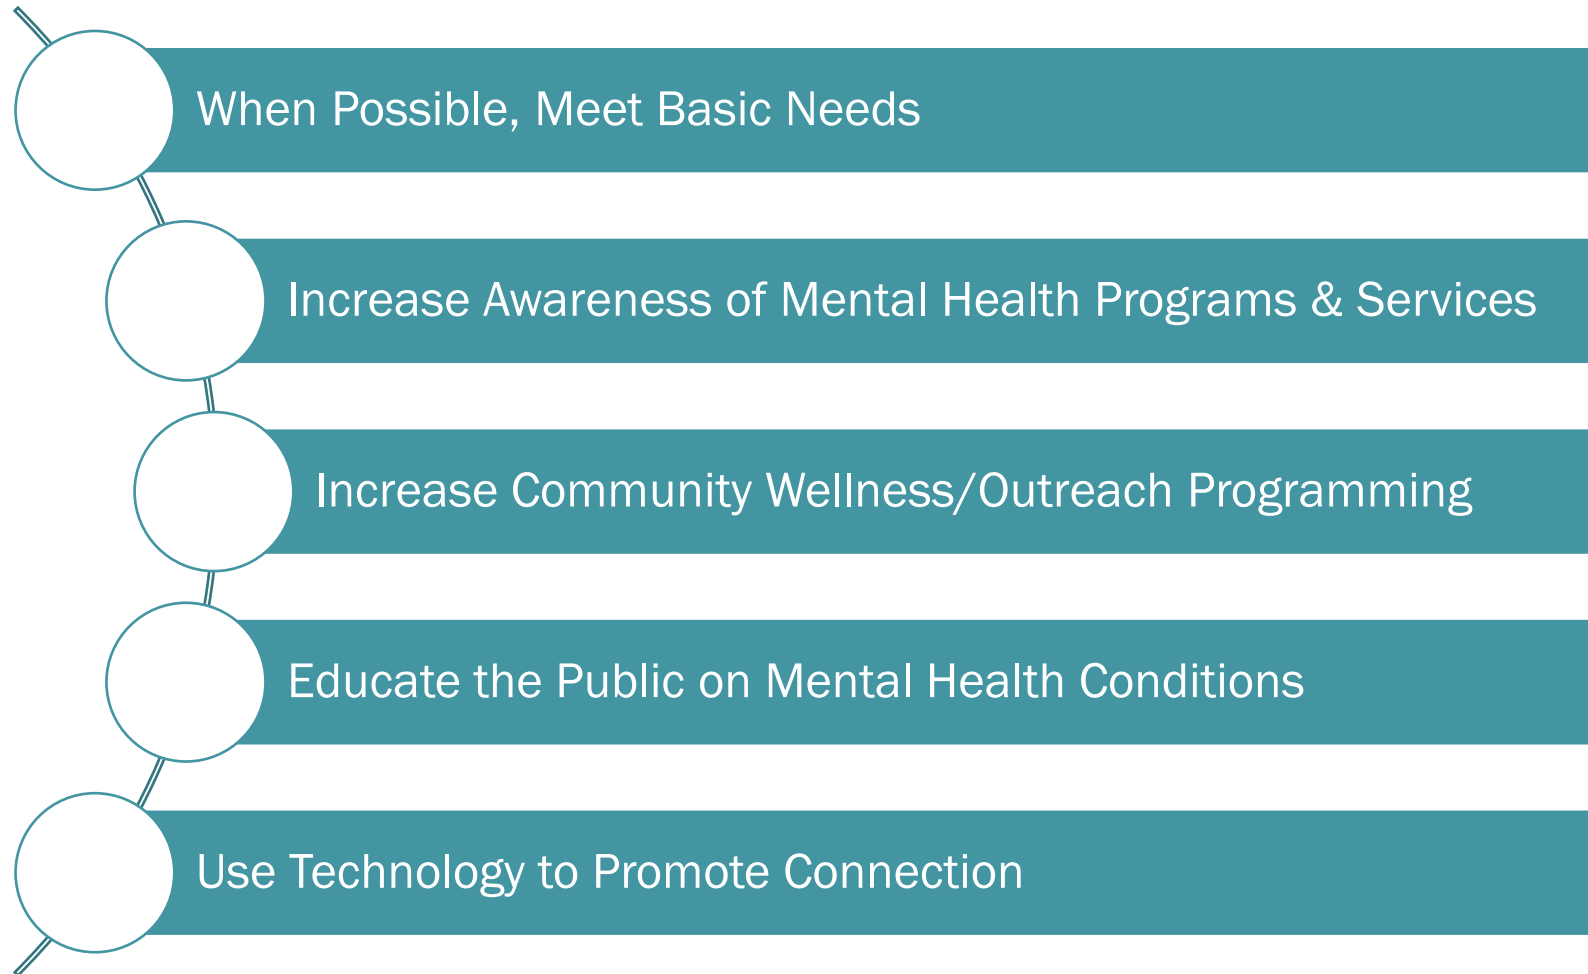 When Possible, Meet Basic Needs
Increase Awareness of Mental Health Programs & Services
Increase Community Wellness/Outreach Programming
Educate the Public on Mental Health Conditions
Use Technology to Promote Connection